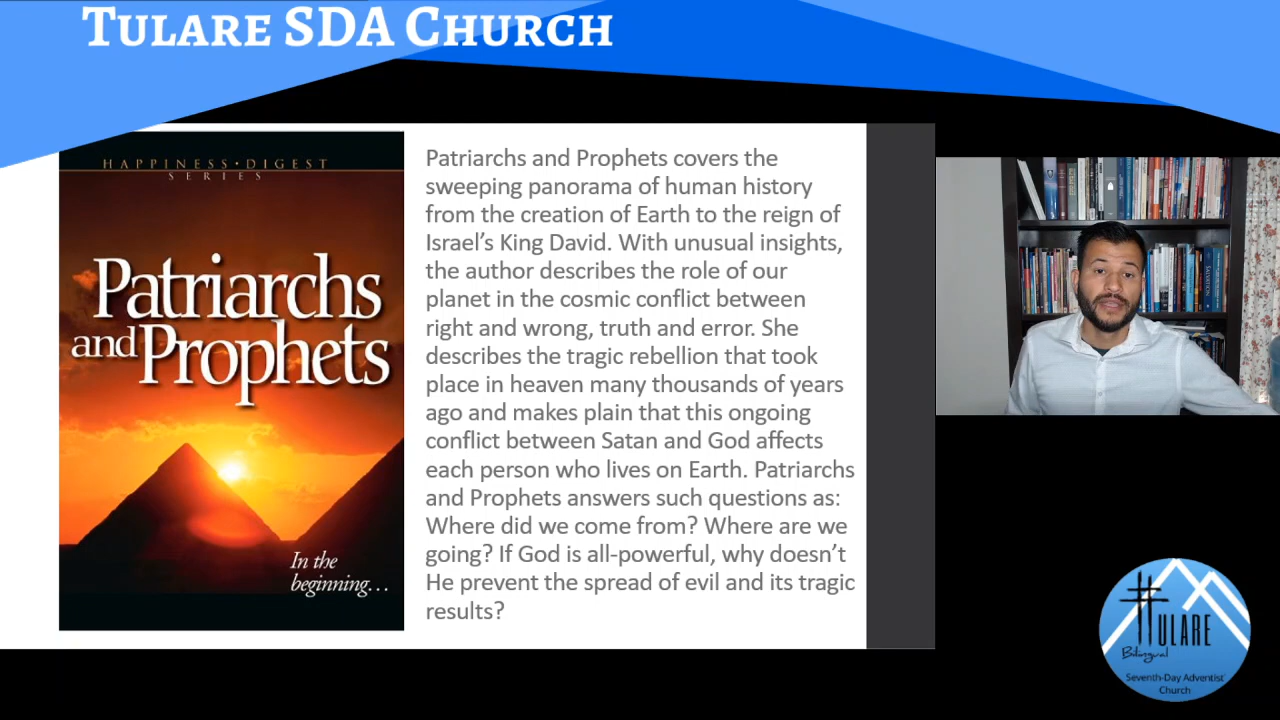 TULARE SDA CHURCH
HAPPINESS•DIGEST
SERIES
Patriarchs
and Prophets
In the
beginning...
Patriarchs and Prophets covers the
sweeping panorama of human history
from the creation of Earth to the reign of
Israel's King David. With unusual insights,
the author describes the role of our
planet in the cosmic conflict between
right and wrong, truth and error. She
describes the tragic rebellion that took
place in heaven many thousands of years
ago and makes plain that this ongoing
conflict between Satan and God affects
each person who lives on Earth. Patriarchs
and Prophets answers such questions as:
Where did we come from? Where are we
going? If God is all-powerful, why doesn't
He prevent the spread of evil and its tragic
results?
SALVATION
TULARE
Bilingual
Seventh-Day Adventist
Church